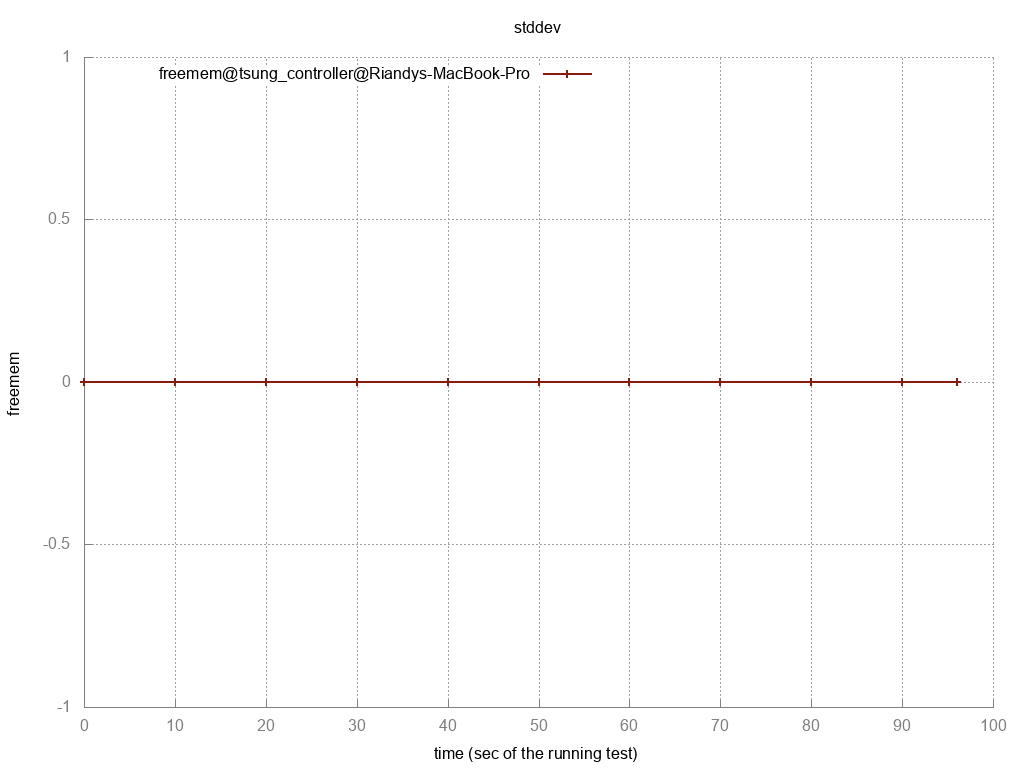 stddev
1
freemem@tsung_controller@Riandys-MacBook-Pro
0.5
freemem
0
-0.5
-1
0 10 20 30 40 50 60 70 80 90 100
time (sec of the running test)